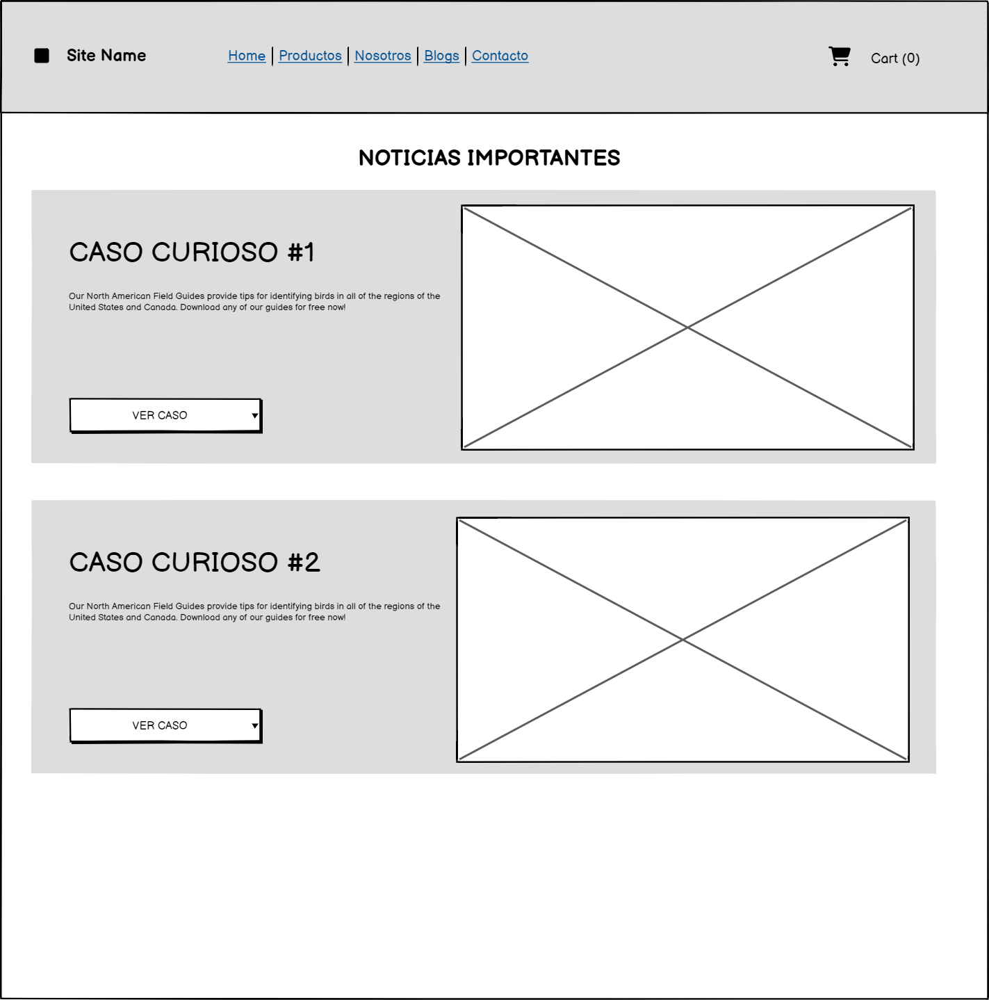 Site Name
Home Productos Nosotros Blogs Contacto
Cart (0)
NOTICIAS IMPORTANTES
CASO CURIOSO #1
Our North American Field Guides provide tips for identifying birds in all of the regions of the
United States and Canada. Download any of our guides for free now!
VER CASO
CASO CURIOSO #2
Our North American Field Guides provide tips for identifying birds in all of the regions of the
United States and Canada. Download any of our guides for free now!
VER CASO